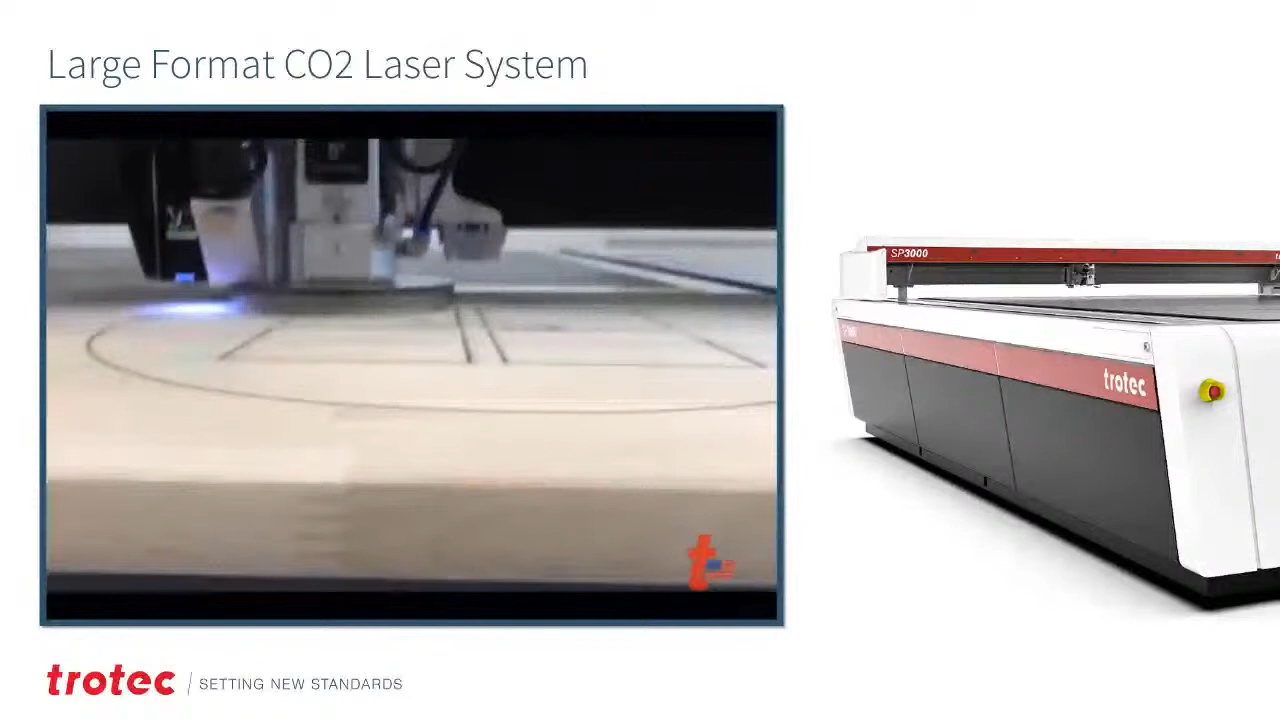 Large Format CO2 Laser System
SP3000
trotec
t
trotec | SETTING NEW STANDARDS